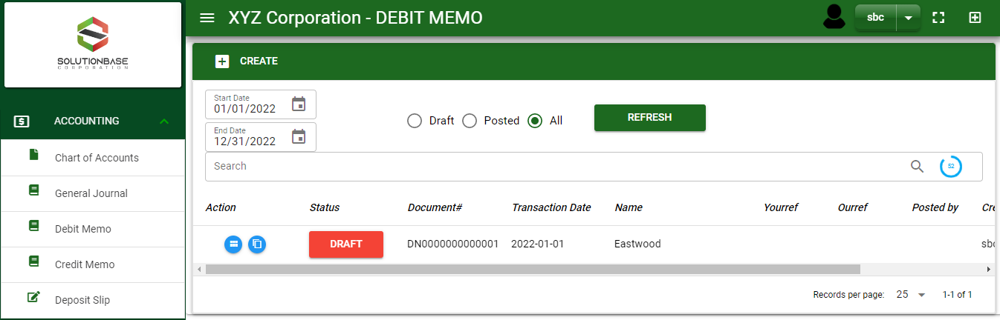 SOLUTIONBASE
CORPORATION
ACCOUNTING
Chart of Accounts
General Journal
Debit Memo
Credit Memo
Deposit Slip
XYZ Corporation - DEBIT MEMO
sbc
CREATE
Start Date
01/01/2022
End Date
12/31/2022
Draft
Posted
All
REFRESH
Search
52
Action Status Document# Transaction Date Name Yourref Ourref Posted by Cre
DRAFT DN0000000000001 2022-01-01 Eastwood sbc
Records per page: 25 1-1 of 1